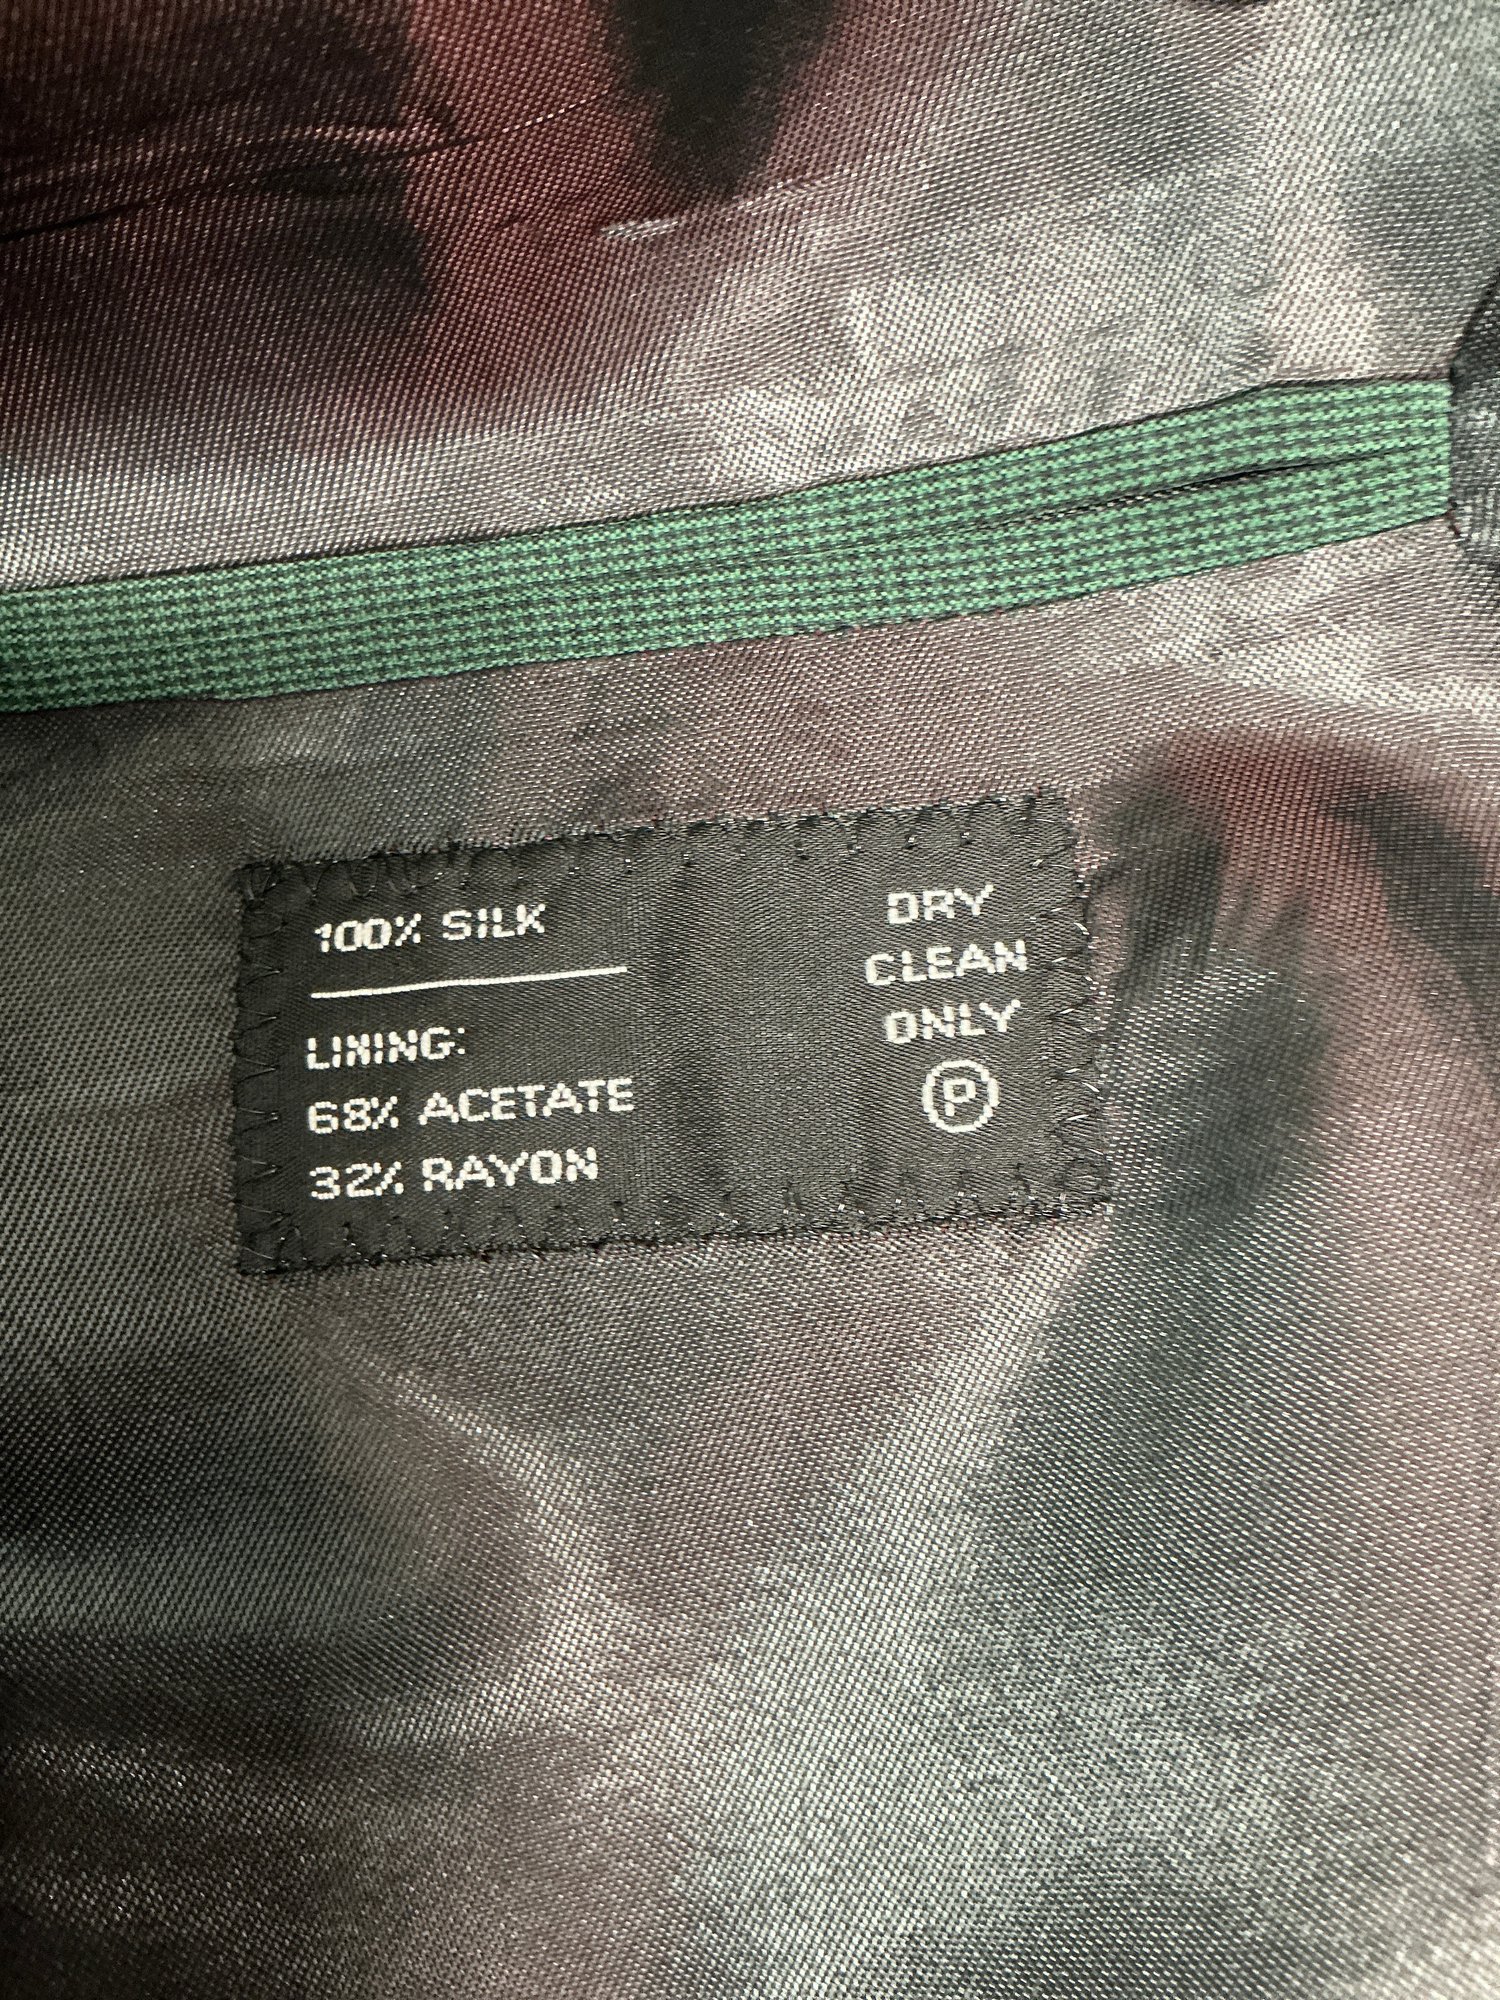 100% SILK
LINING:
68% ACETATE
32% RAYON
DRY
CLEAN
ONLY
P